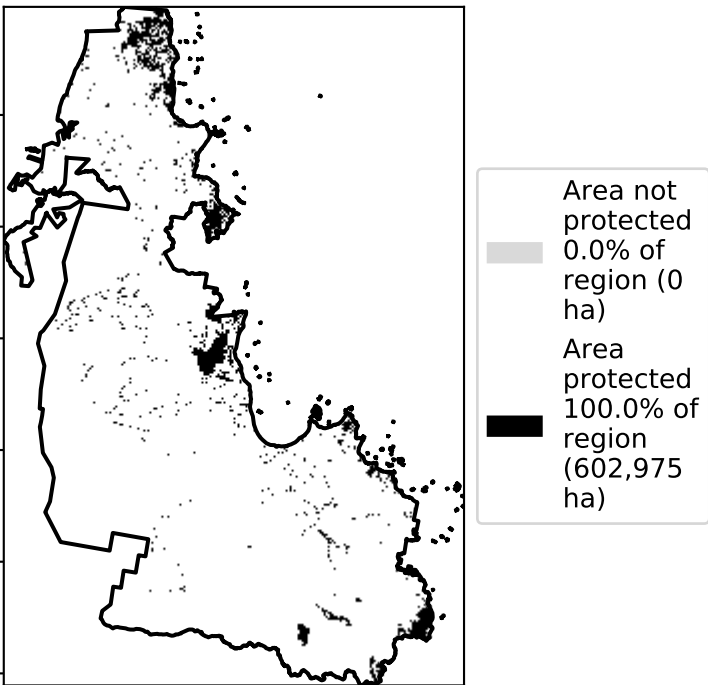 Area not
protected
0.0% of
region (0
ha)
Area
protected
100.0% of
region
(602,975
ha)